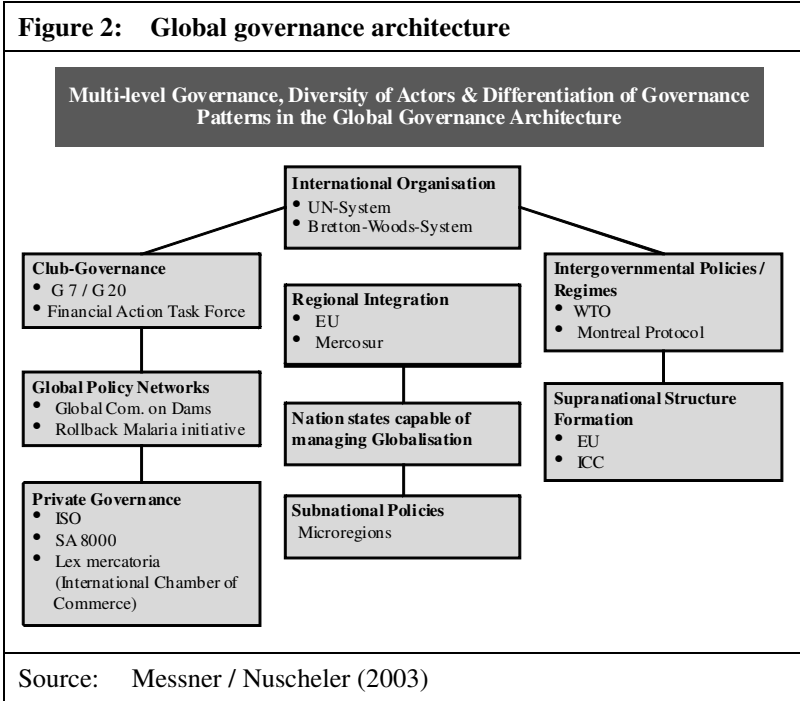 Figure 2: Global governance architecture
Multi-level Governance, Diversity of Actors & Differentiation of Governance
Patterns in the Global Governance Architecture
International Organisation
• UN-System
• Bretton-Woods-System
Club-Governance
• G 7 / G 20
• Financial Action Task Force
Regional Integration
• EU
• Mercosur
Intergovernmental Policies /
Regimes
• WTO
• Montreal Protocol
Global Policy Networks
• Global Com. on Dams
• Rollback Malaria initiative
Nation states capable of
managing Globalisation
Supranational Structure
Formation
• EU
• ICC
Private Governance
• ISO
• SA 8000
• Lex mercatoria
(International Chamber of
Commerce)
Subnational Policies
Microregions
Source: Messner / Nuscheler (2003)